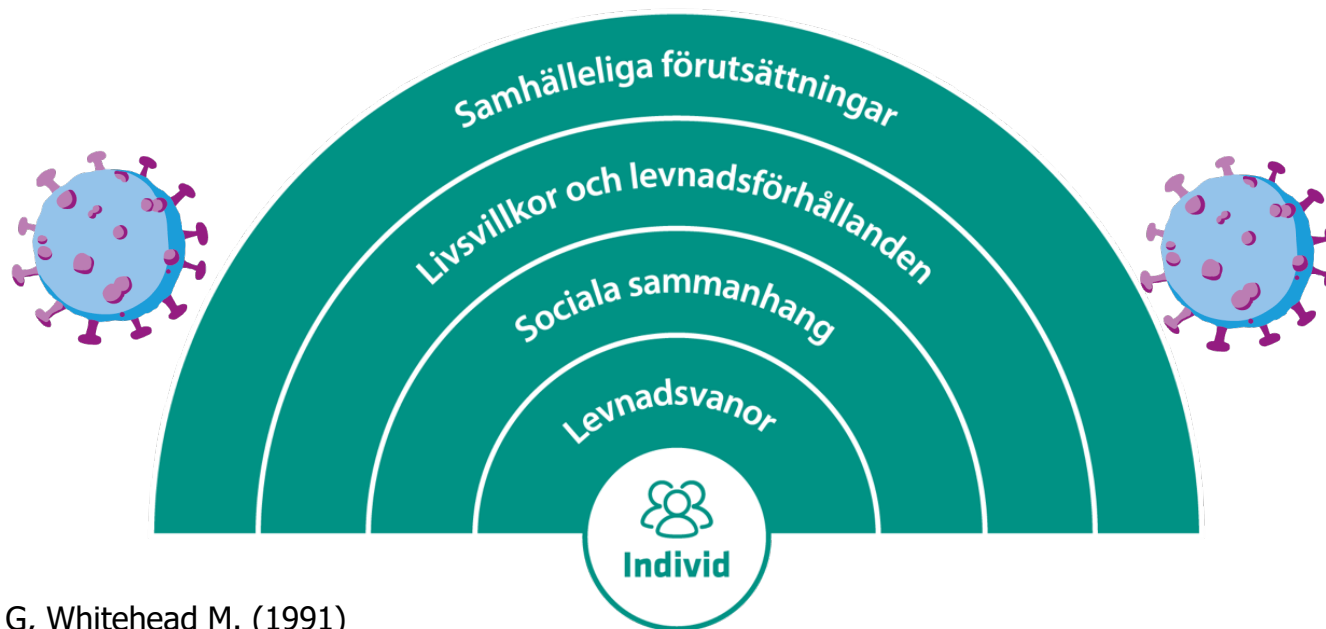 Samhälleliga förutsättningar
Livsvillkor och levnadsförhållanden
Sociala sammanhang
Levnadsvanor
Individ
G, Whitehead M. (1991)